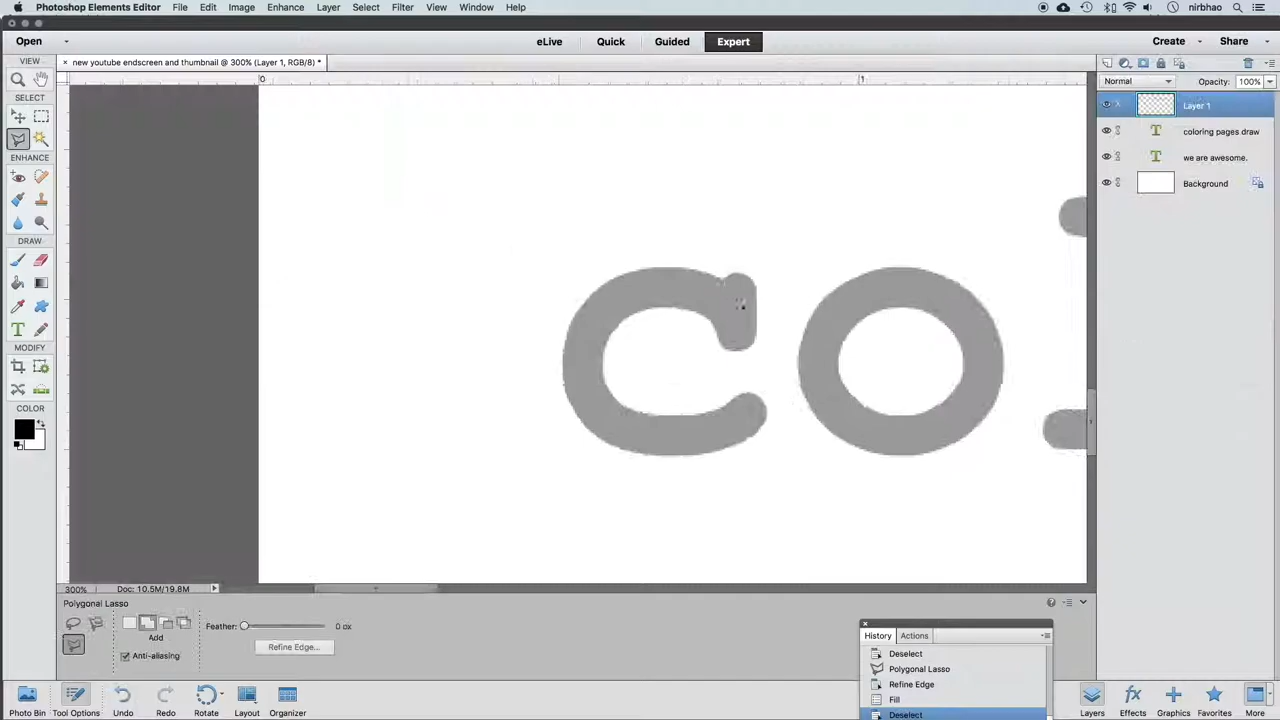 Photoshop Elements Editor File Edit Image Enhance Layer Select Filter View Window Help nirbhao
Open eLive Quick Guided Expert Create Share
VIEW
× new youtube endscreen and thumbnail @ 300% (Layer 1, RGB/8) *
0 1
Normal Opacity: 100%
SELECT
Layer 1
coloring pages draw
ENHANCE
we are awesome.
Background
DRAW
MODIFY
COLOR
co
300% Doc: 10.5M/19.8M
Polygonal Lasso
Add
Feather: 0 px
Refine Edge...
Anti-aliasing
History Actions
Deselect
Polygonal Lasso
Refine Edge
Fill
Deselect
Photo Bin Tool Options Undo Redo Rotate Layout Organizer Layers Effects Graphics Favorites More